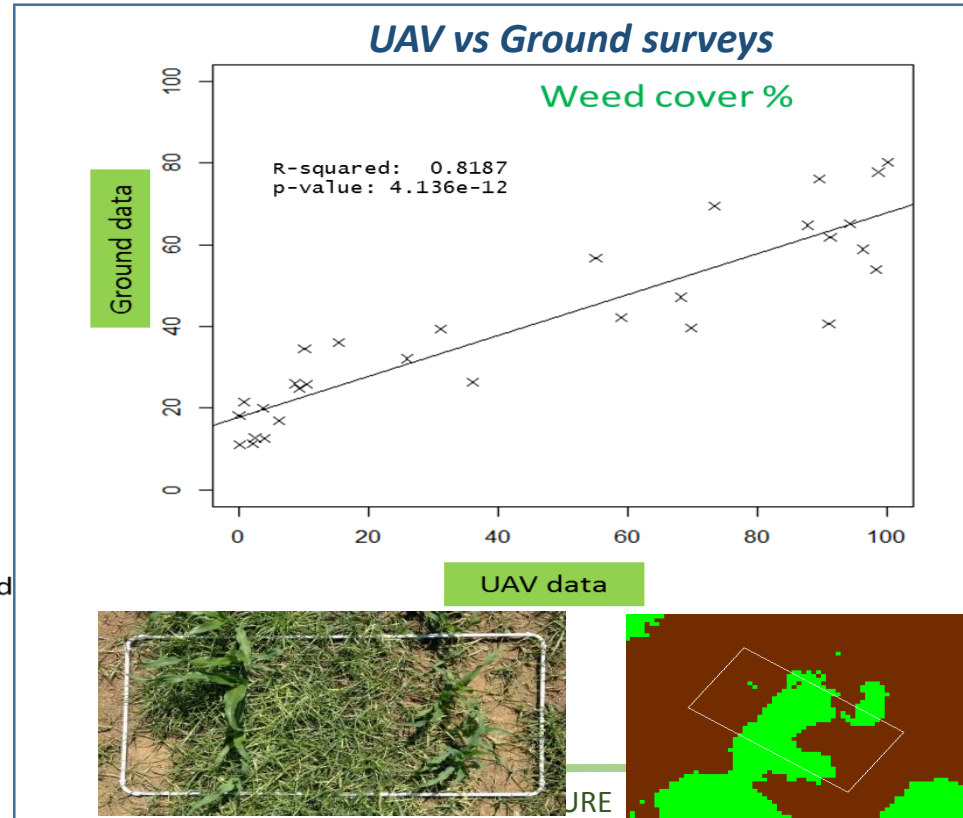 UAV vs Ground surveys
Weed cover %
R-squared: 0.8187
p-value: 4.136e-12
100
80
60
40
20
0
Ground data
0 20 40 60 80 100
UAV data
d
URE